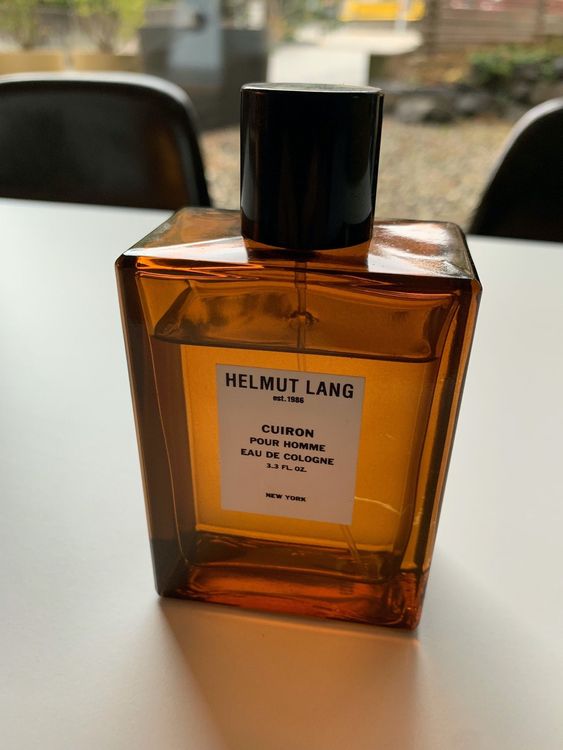 HELMUT LANG
est. 1986
CUIRON
POUR HOMME
EAU DE COLOGNE
3.3 FL. OZ.
NEW YORK